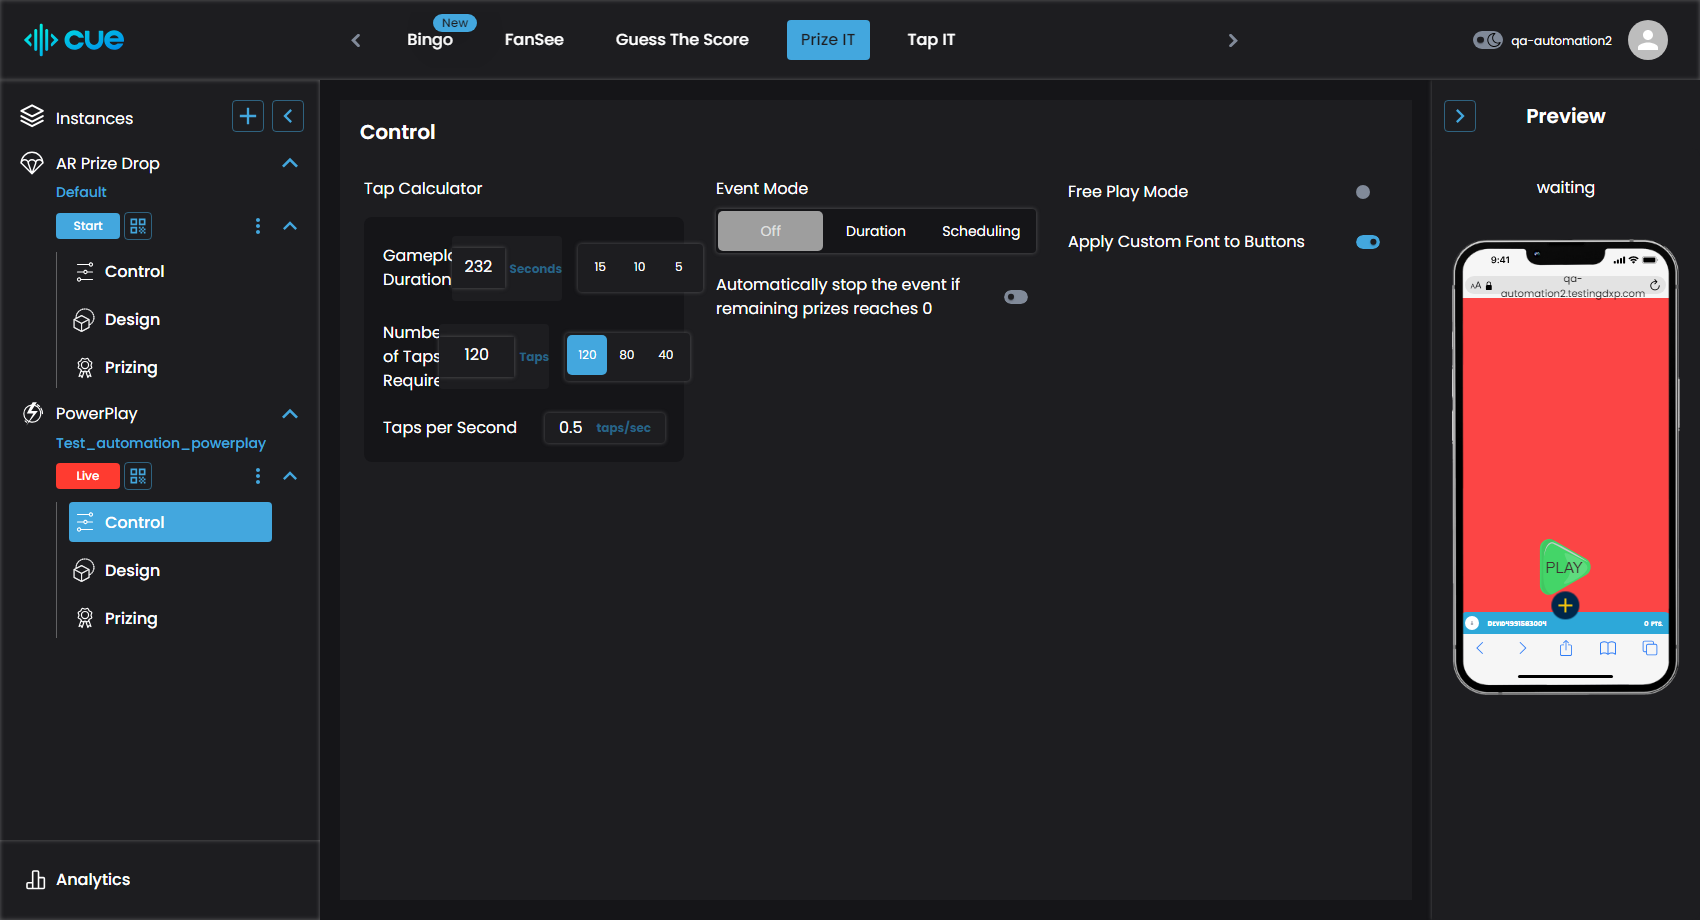 cue
New
Bingo
FanSee
Guess The Score
Prize IT
Tap IT
qa-automation2
Instances
AR Prize Drop
Default
Start
Control
Design
Prizing
PowerPlay
Test_automation_powerplay
Live
Control
Design
Prizing
Analytics
Control
Tap Calculator
Gamepl
Duration
232
Seconds
15 10 5
Numbe
of Taps
Require
120
Taps
120 80 40
Taps per Second
0.5 taps/sec
Event Mode
Off Duration Scheduling
Automatically stop the event if
remaining prizes reaches 0
Free Play Mode
Apply Custom Font to Buttons
Preview
waiting
9:41
AA
qa-
automation2.testingdxp.com
PLAY
0 PTS.